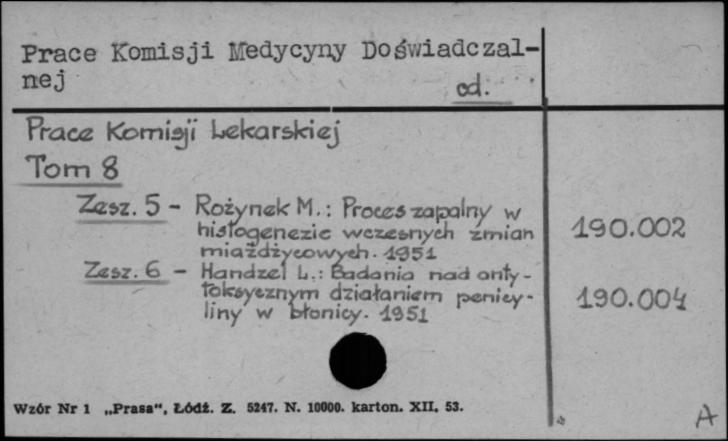 Prace Komisji Medycyny Doświadczal-
nej
cd:
Prace Komisji Lekarskiej
Tom 8
Zesz. 5 - Rożynek M.: Proces zapalny w
histogenezie wczesnych zmian
miażdżycowych. 1951
190.002
Zesz. 6 - Handzel L.: Badania nad anty-
toksycznym działaniem penicy-
liny w błonicy. 1951
190.004
Wzór Nr 1 „Prasa“, Łódź. Z. 5247. N. 10000. karton. XII. 53.
A